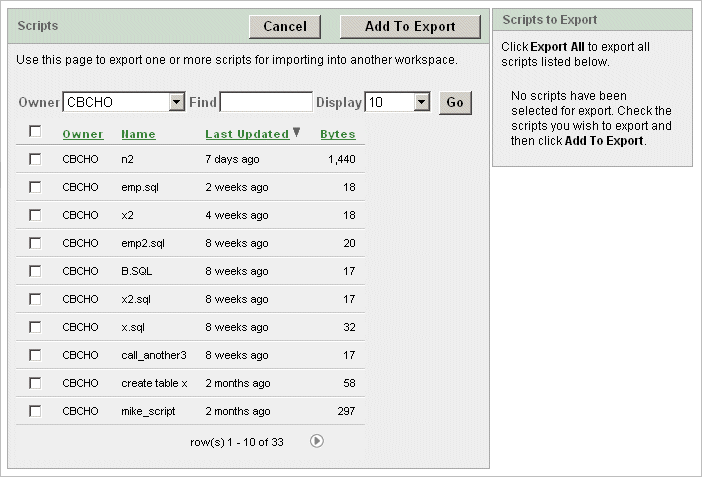 Scripts
Cancel
Add To Export
Use this page to export one or more scripts for importing into another workspace.
Owner CBCHO Find Display 10 Go
Owner Name Last Updated Bytes
CBCHO n2 7 days ago 1,440
CBCHO emp.sql 2 weeks ago 18
CBCHO x2 4 weeks ago 18
CBCHO emp2.sql 8 weeks ago 20
CBCHO B.SQL 8 weeks ago 17
CBCHO x2.sql 8 weeks ago 17
CBCHO x.sql 8 weeks ago 32
CBCHO call_another3 8 weeks ago 17
CBCHO create table x 2 months ago 58
CBCHO mike_script 2 months ago 297
row(s) 1 - 10 of 33
Scripts to Export
Click Export All to export all
scripts listed below.
No scripts have been
selected for export. Check the
scripts you wish to export and
then click Add To Export.